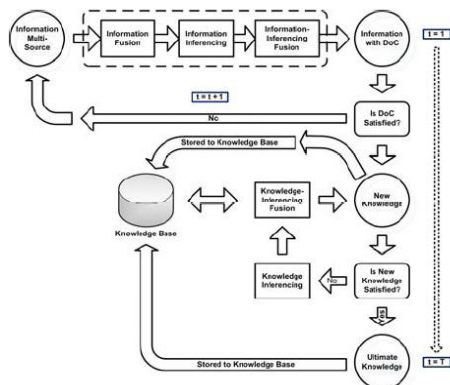 Information
Multi-
Source
Information
Fusion
Information
Inferencing
Information-
Inferencing
Fusion
Information
with DoC
t = 1
t = t + 1
No
Is DoC
Satisfied?
Stored to Knowledge Base
Knowledge Base
Knowledge-
Inferencing
Fusion
New
Knowledge
Knowledge
Inferencing
No
Is New
Knowledge
Satisfied?
Yes
Ultimate
Knowledge
Stored to Knowledge Base
t = T